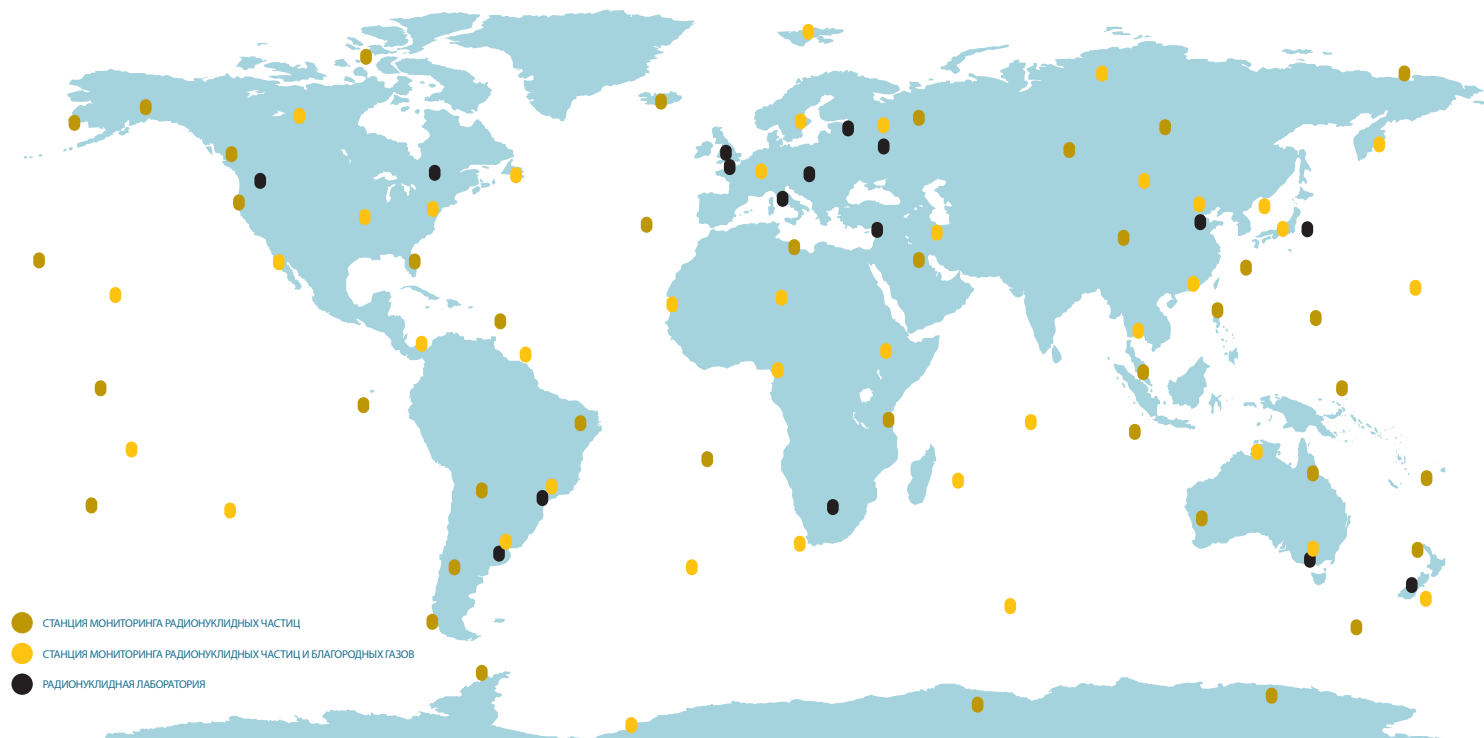 СТАНЦИЯ МОНИТОРИНГА РАДИОНУКЛИДНЫХ ЧАСТИЦ
СТАНЦИЯ МОНИТОРИНГА РАДИОНУКЛИДНЫХ ЧАСТИЦ И БЛАГОРОДНЫХ ГАЗОВ
РАДИОНУКЛИДНАЯ ЛАБОРАТОРИЯ